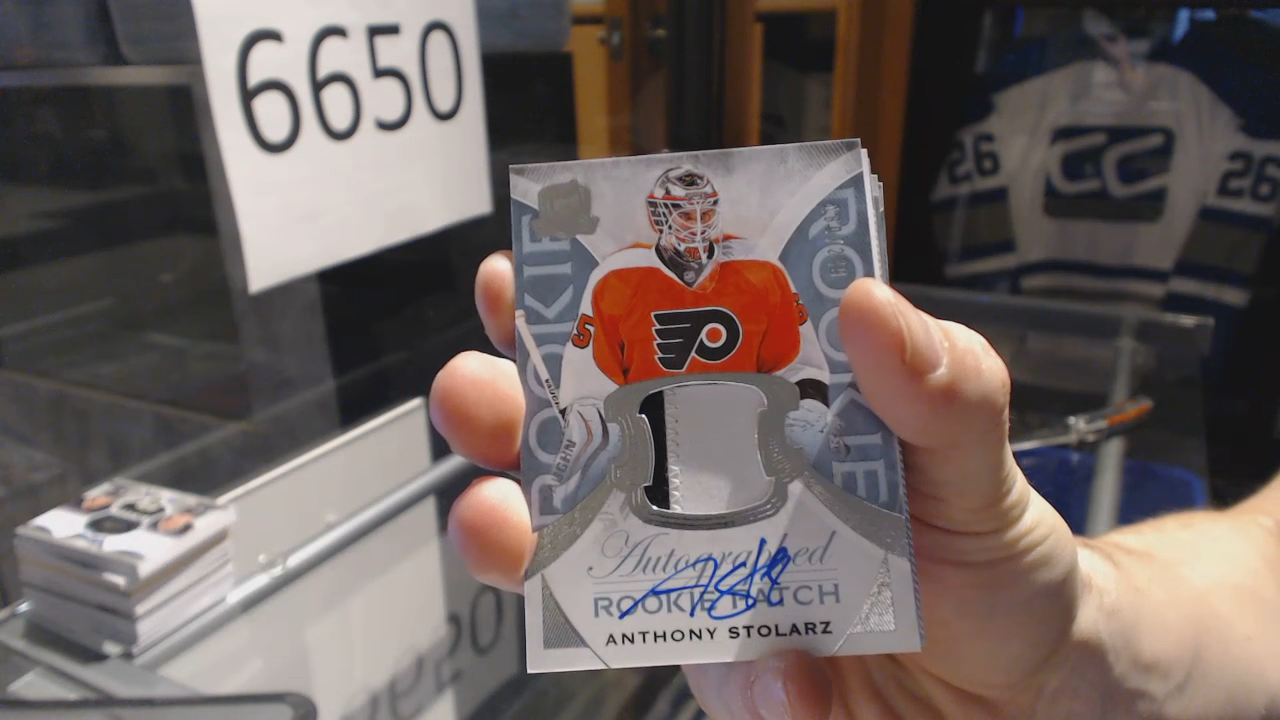 6650
ROOKIE
ROOKIE
Autographed
ROOKIE PATCH
ANTHONY STOLARZ
26
26